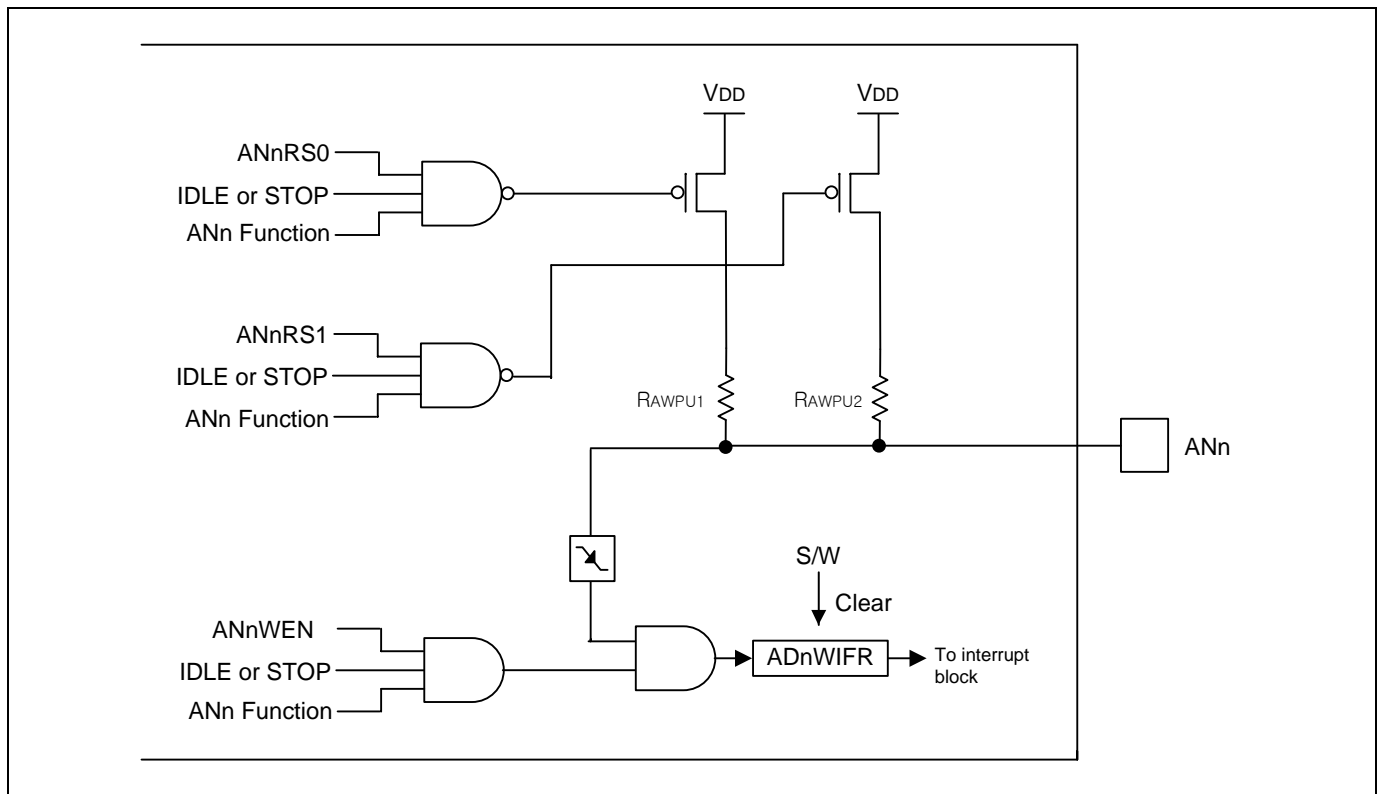 VDD
VDD
ANnRS0
IDLE or STOP
ANn Function
ANnRS1
IDLE or STOP
ANn Function
RAWPU1
RAWPU2
ANn
S/W
Clear
ANnWEN
IDLE or STOP
ANn Function
ADnWIFR
To interrupt
block